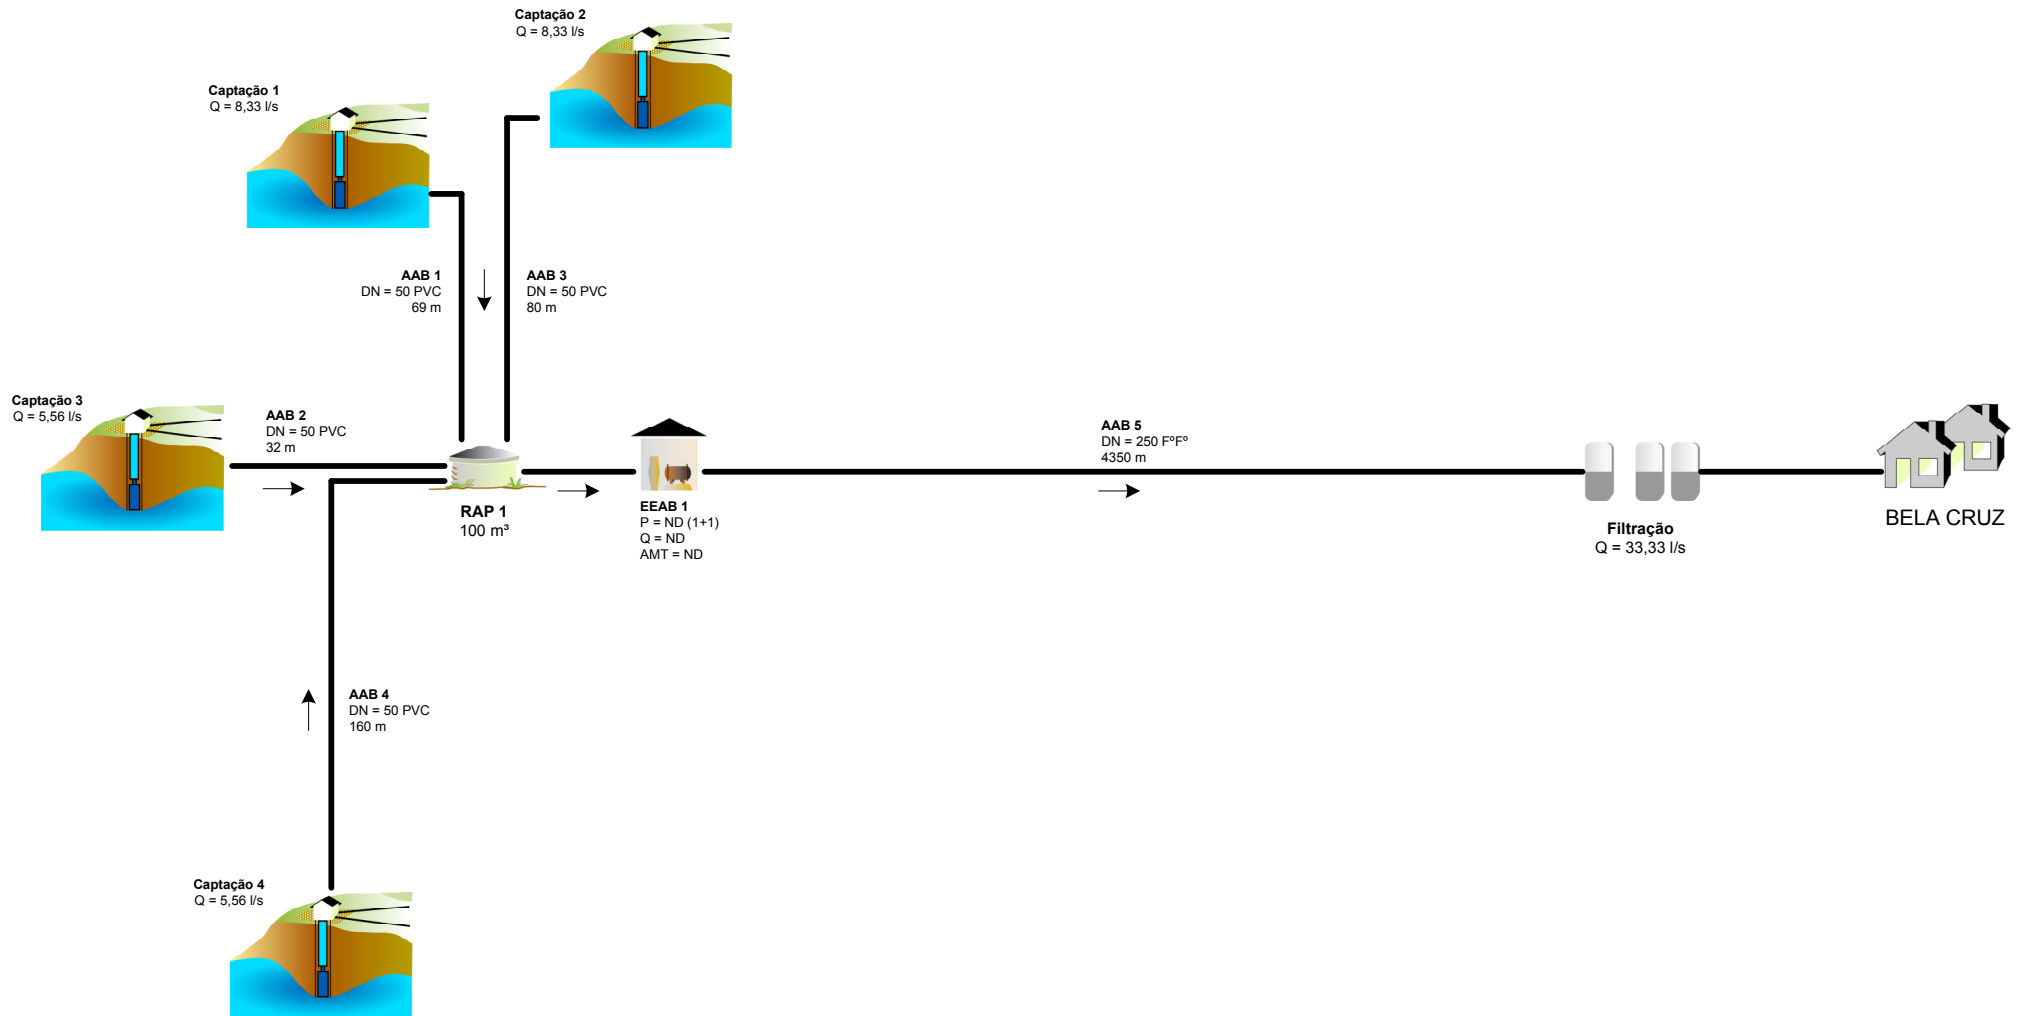 Captação 2
Q = 8,33 l/s
Captação 1
Q = 8,33 l/s
AAB 1
DN = 50 PVC
69 m
AAB 3
DN = 50 PVC
80 m
Captação 3
Q = 5,56 l/s
AAB 2
DN = 50 PVC
32 m
AAB 5
DN = 250 FºFº
4350 m
RAP 1
100 m³
EEAB 1
P = ND (1+1)
Q = ND
AMT = ND
Filtração
Q = 33,33 l/s
BELA CRUZ
AAB 4
DN = 50 PVC
160 m
Captação 4
Q = 5,56 l/s